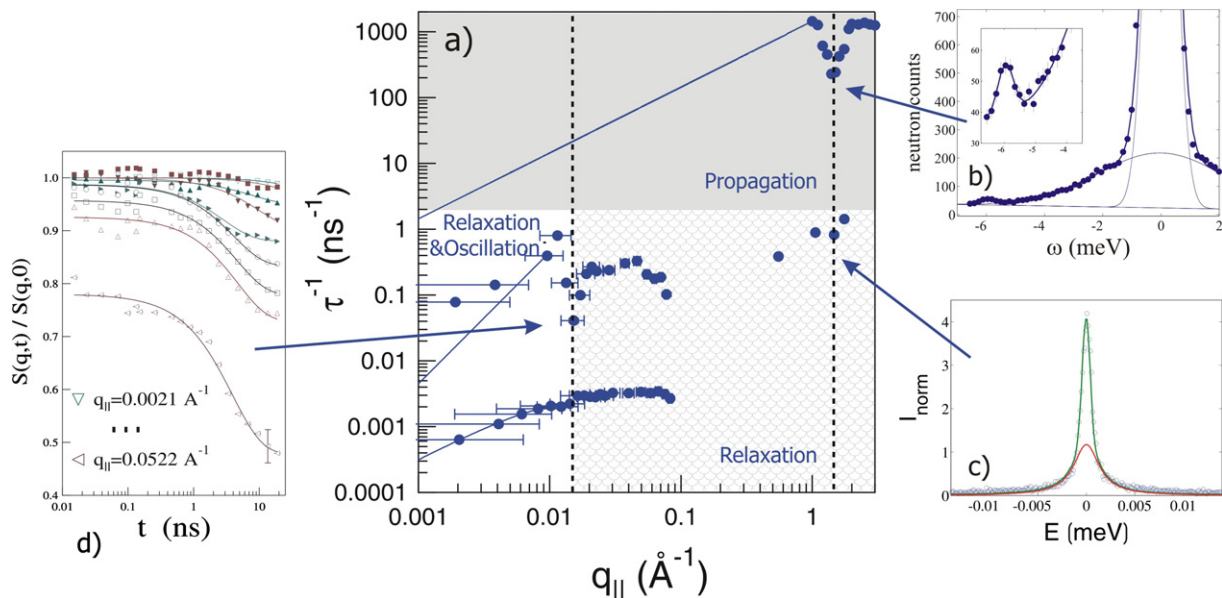 a)
1000
100
10
1
0.1
0.01
0.001
0.0001
τ⁻¹ (ns⁻¹)
Propagation
Relaxation
&Oscillation
Relaxation
0.001
0.01
0.1
1
q|| (Å⁻¹)
b)
neutron counts
700
600
500
400
300
200
100
0
60
50
40
30
-6
-5
-4
-6
-4
-2
0
2
ω (meV)
c)
I norm
4
3
2
1
0
-0.01
-0.005
0
0.005
0.01
E (meV)
S(q,t) / S(q,0)
1.0
0.9
0.8
0.7
0.6
0.5
0.4
q||=0.0021 A⁻¹
q||=0.0522 A⁻¹
0.01
0.1
1
10
t (ns)
d)